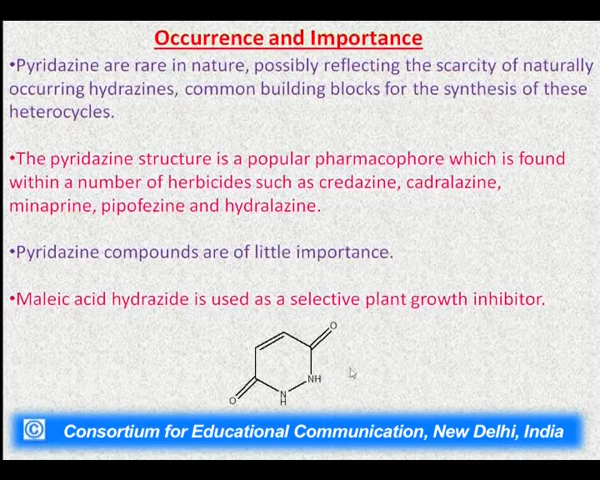 Occurrence and Importance
•Pyridazine are rare in nature, possibly reflecting the scarcity of naturally
occurring hydrazines, common building blocks for the synthesis of these
heterocycles.
•The pyridazine structure is a popular pharmacophore which is found
within a number of herbicides such as credazine, cadralazine,
minaprine, pipofezine and hydralazine.
•Pyridazine compounds are of little importance.
•Maleic acid hydrazide is used as a selective plant growth inhibitor.
O
NH
N
H
O
© Consortium for Educational Communication, New Delhi, India